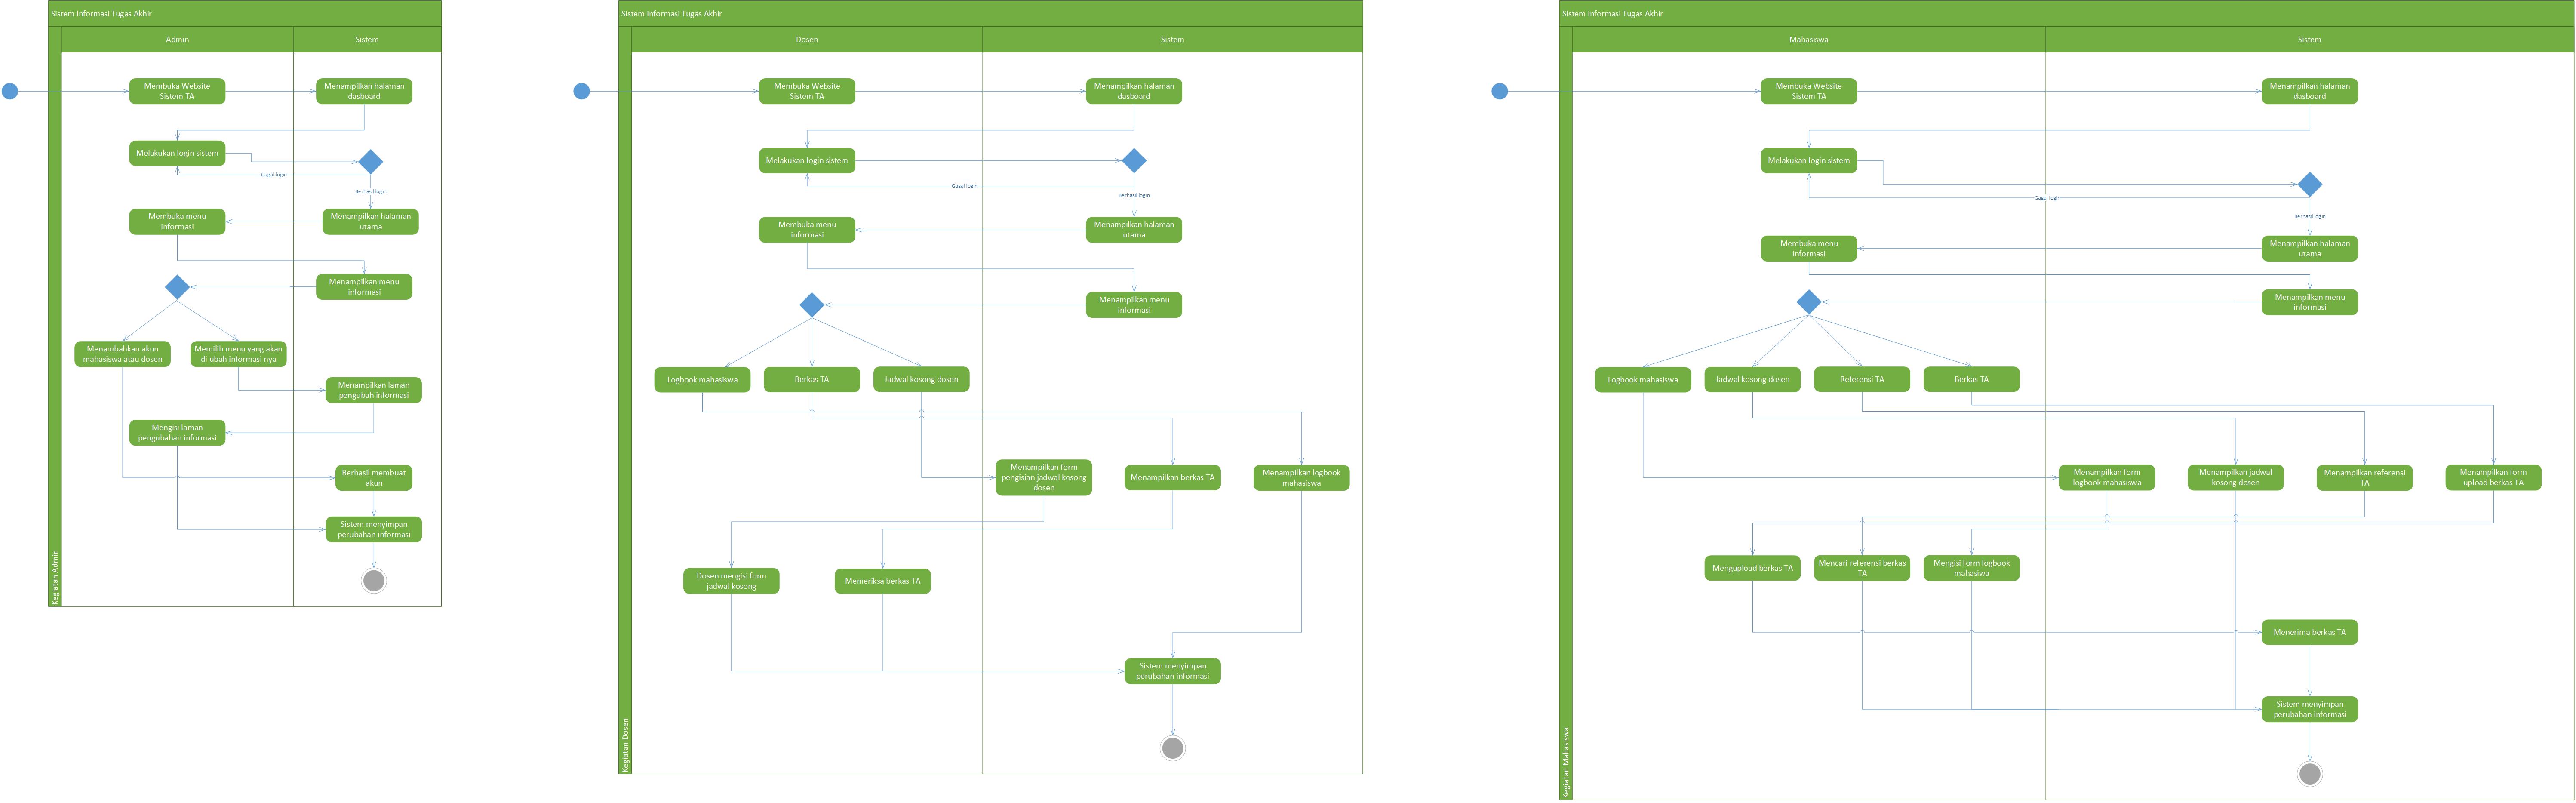 Sistem Informasi Tugas Akhir
Admin
Sistem
Membuka Website
Sistem TA
Menampilkan halaman
dasboard
Melakukan login sistem
Gagal login
Berhasil login
Membuka menu
informasi
Menampilkan halaman
utama
Menampilkan menu
informasi
Menambahkan akun
mahasiswa atau dosen
Memilih menu yang akan
di ubah informasi nya
Menampilkan laman
pengubah informasi
Mengisi laman
pengubahan informasi
Berhasil membuat
akun
Sistem menyimpan
perubahan informasi
Kegiatan Admin
Sistem Informasi Tugas Akhir
Dosen
Sistem
Membuka Website
Sistem TA
Menampilkan halaman
dasboard
Melakukan login sistem
Gagal login
Berhasil login
Membuka menu
informasi
Menampilkan halaman
utama
Menampilkan menu
informasi
Logbook mahasiswa
Berkas TA
Jadwal kosong dosen
Menampilkan form
pengisian jadwal kosong
dosen
Menampilkan berkas TA
Menampilkan logbook
mahasiswa
Dosen mengisi form
jadwal kosong
Memeriksa berkas TA
Sistem menyimpan
perubahan informasi
Kegiatan Dosen
Sistem Informasi Tugas Akhir
Mahasiswa
Sistem
Membuka Website
Sistem TA
Menampilkan halaman
dasboard
Melakukan login sistem
Gagal login
Berhasil login
Membuka menu
informasi
Menampilkan halaman
utama
Menampilkan menu
informasi
Logbook mahasiswa
Jadwal kosong dosen
Referensi TA
Berkas TA
Menampilkan form
logbook mahasiswa
Menampilkan jadwal
kosong dosen
Menampilkan referensi
TA
Menampilkan form
upload berkas TA
Mengupload berkas TA
Mencari referensi berkas
TA
Mengisi form logbook
mahasiwa
Menerima berkas TA
Sistem menyimpan
perubahan informasi
Kegiatan Mahasiswa